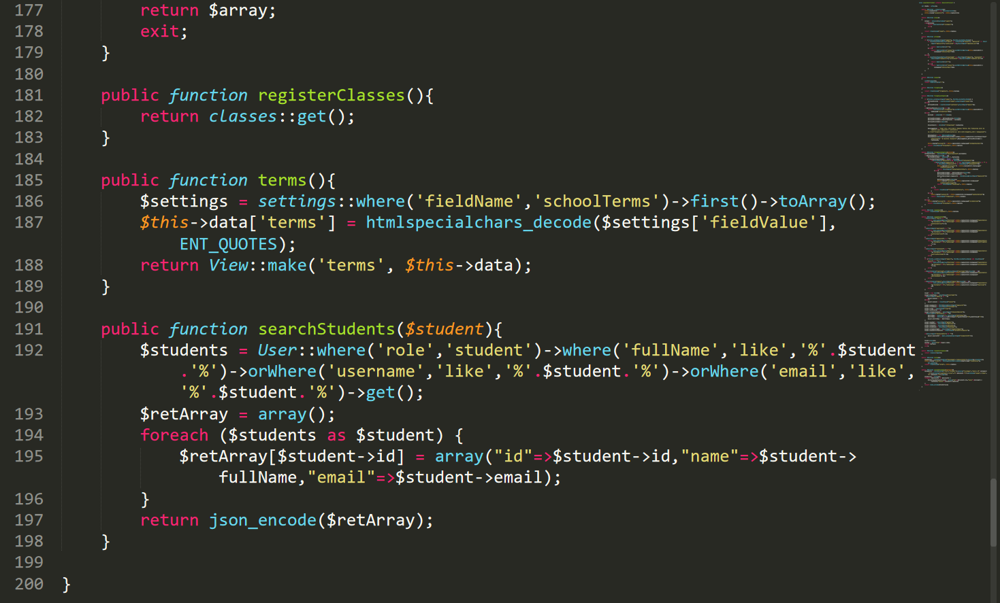 177 return $array;
178 exit;
179 }
180
181 public function registerClasses(){
182 return classes::get();
183 }
184
185 public function terms(){
186 $settings = settings::where('fieldName','schoolTerms')->first()->toArray();
187 $this->data['terms'] = htmlspecialchars_decode($settings['fieldValue'],
ENT_QUOTES);
188 return View::make('terms', $this->data);
189 }
190
191 public function searchStudents($student){
192 $students = User::where('role','student')->where('fullName','like','%'.$student
.'%')->orWhere('username','like','%'.$student.'%')->orWhere('email','like',
'%'.$student.'%')->get();
193 $retArray = array();
194 foreach ($students as $student) {
195 $retArray[$student->id] = array("id"=>$student->id,"name"=>$student->
fullName,"email"=>$student->email);
196 }
197 return json_encode($retArray);
198 }
199
200 }